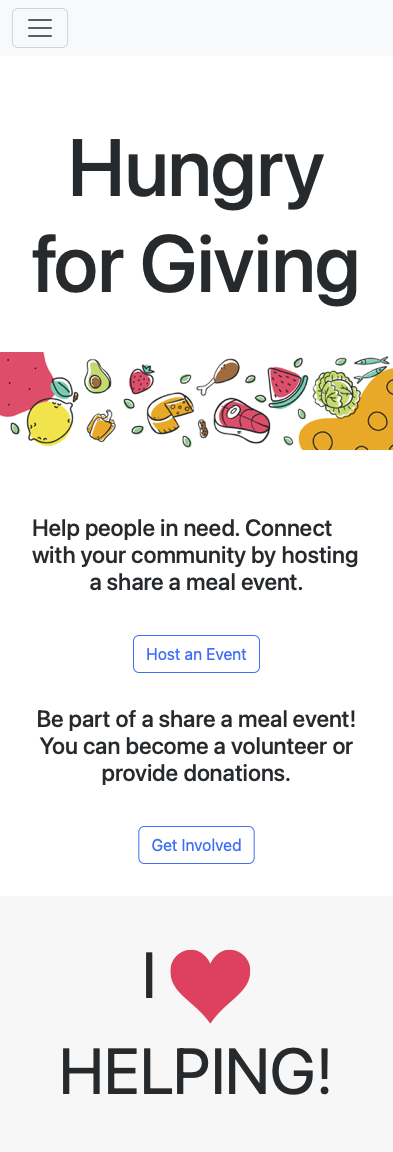 Hungry
for Giving
Help people in need. Connect
with your community by hosting
a share a meal event.
Host an Event
Be part of a share a meal event!
You can become a volunteer or
provide donations.
Get Involved
I
HELPING!